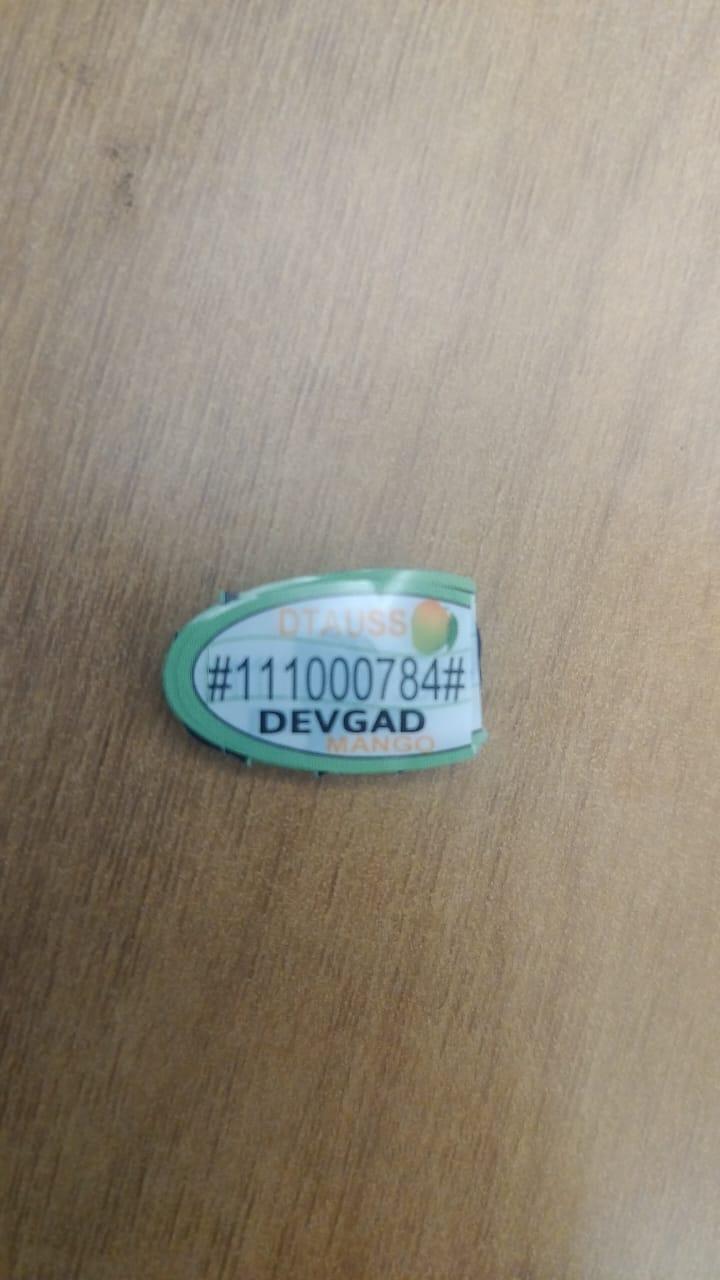 DTAUSS
#111000784#
DEVGAD
MANGO